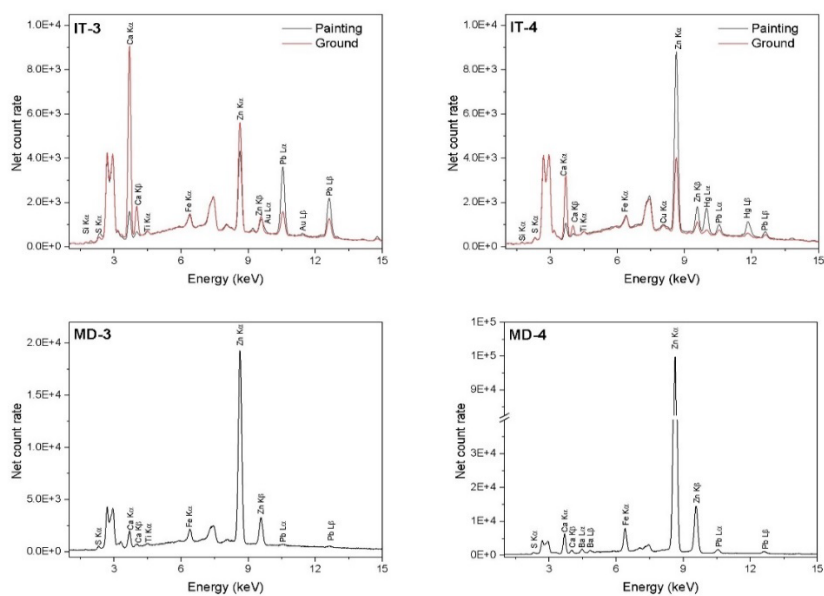 IT-3
Painting
Ground
1.0E+4
8.0E+3
6.0E+3
4.0E+3
2.0E+3
0.0E+0
Net count rate
Si Kα
S Kα
Ca Kα
Ca Kβ
Ti Kα
Fe Kα
Zn Kα
Zn Kβ
Au Lα
Pb Lα
Au Lβ
Pb Lβ
3 6 9 12 15
Energy (keV)
IT-4
Painting
Ground
1.0E+4
8.0E+3
6.0E+3
4.0E+3
2.0E+3
0.0E+0
Net count rate
Si Kα
S Kα
Ca Kα
Ca Kβ
Ti Kα
Fe Kα
Cu Kα
Zn Kα
Zn Kβ
Hg Lα
Pb Lα
Hg Lβ
Pb Lβ
3 6 9 12 15
Energy (keV)
MD-3
2.0E+4
1.5E+4
1.0E+4
5.0E+3
0.0E+0
Net count rate
S Kα
Ca Kα
Ca Kβ
Ti Kα
Fe Kα
Zn Kα
Zn Kβ
Pb Lα
Pb Lβ
3 6 9 12 15
Energy (keV)
MD-4
1E+5
1E+5
9E+4
3E+4
2E+4
1E+4
0E+0
Net count rate
S Kα
Ca Kα
Ca Kβ
Ba Lα
Ba Lβ
Fe Kα
Zn Kα
Zn Kβ
Pb Lα
Pb Lβ
3 6 9 12 15
Energy (keV)